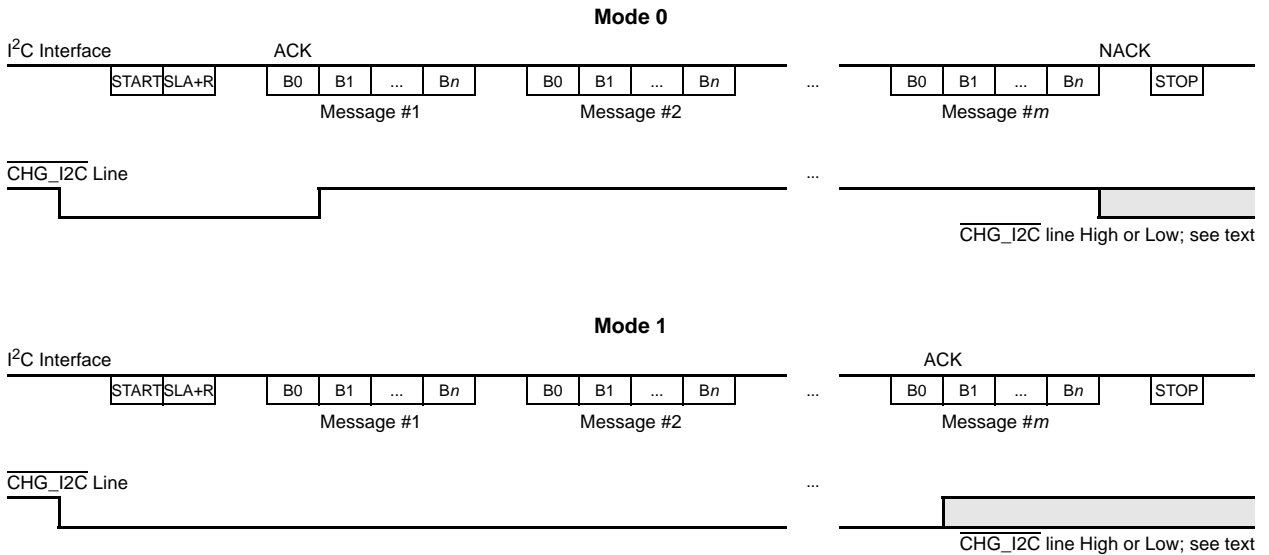 Mode 0
I²C Interface ACK NACK
START SLA+R B0 B1 ... Bn B0 B1 ... Bn ... B0 B1 ... Bn STOP
Message #1 Message #2 Message #m
CHG_I2C Line ...
CHG_I2C line High or Low; see text
Mode 1
I²C Interface ACK
START SLA+R B0 B1 ... Bn B0 B1 ... Bn ... B0 B1 ... Bn STOP
Message #1 Message #2 Message #m
CHG_I2C Line ...
CHG_I2C line High or Low; see text